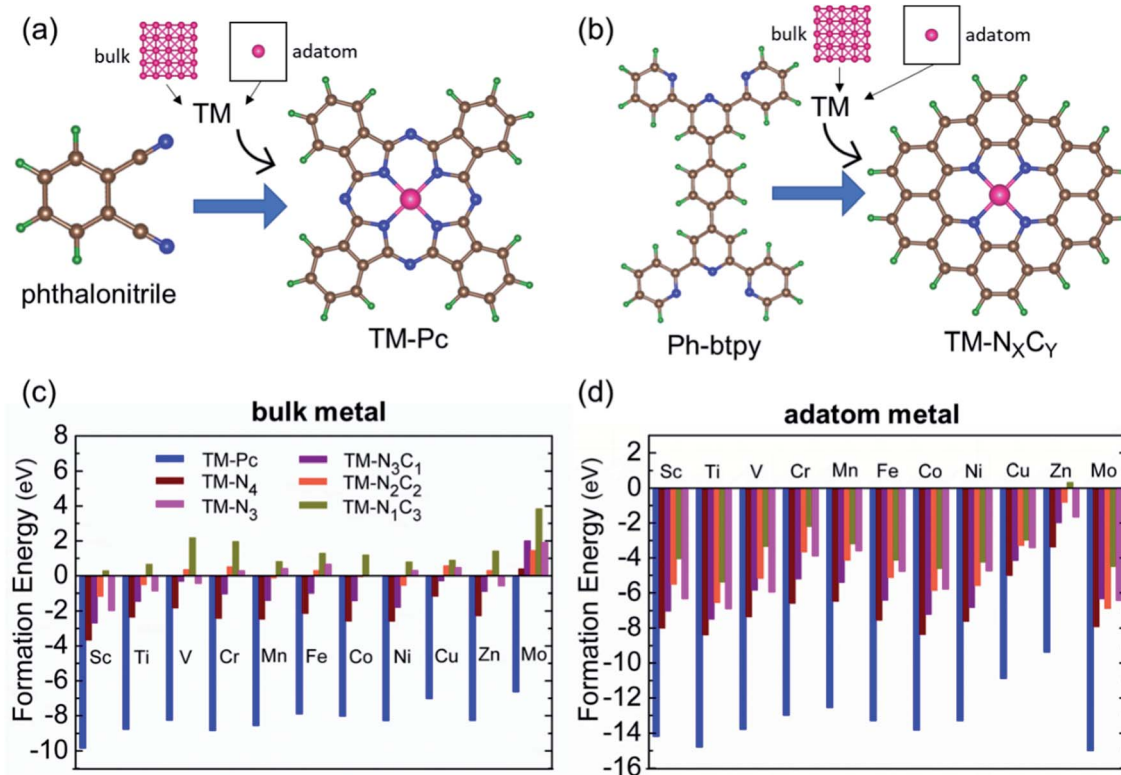 (a)
bulk
adatom
TM
phthalonitrile
TM-Pc
(b)
bulk
adatom
TM
Ph-btpy
TM-NXCY
(c)
bulk metal
Formation Energy (eV)
8
6
4
2
0
-2
-4
-6
-8
-10
TM-Pc
TM-N4
TM-N3
TM-N3C1
TM-N2C2
TM-N1C3
Sc Ti V Cr Mn Fe Co Ni Cu Zn Mo
(d)
adatom metal
Formation Energy (eV)
2
0
-2
-4
-6
-8
-10
-12
-14
-16
Sc Ti V Cr Mn Fe Co Ni Cu Zn Mo